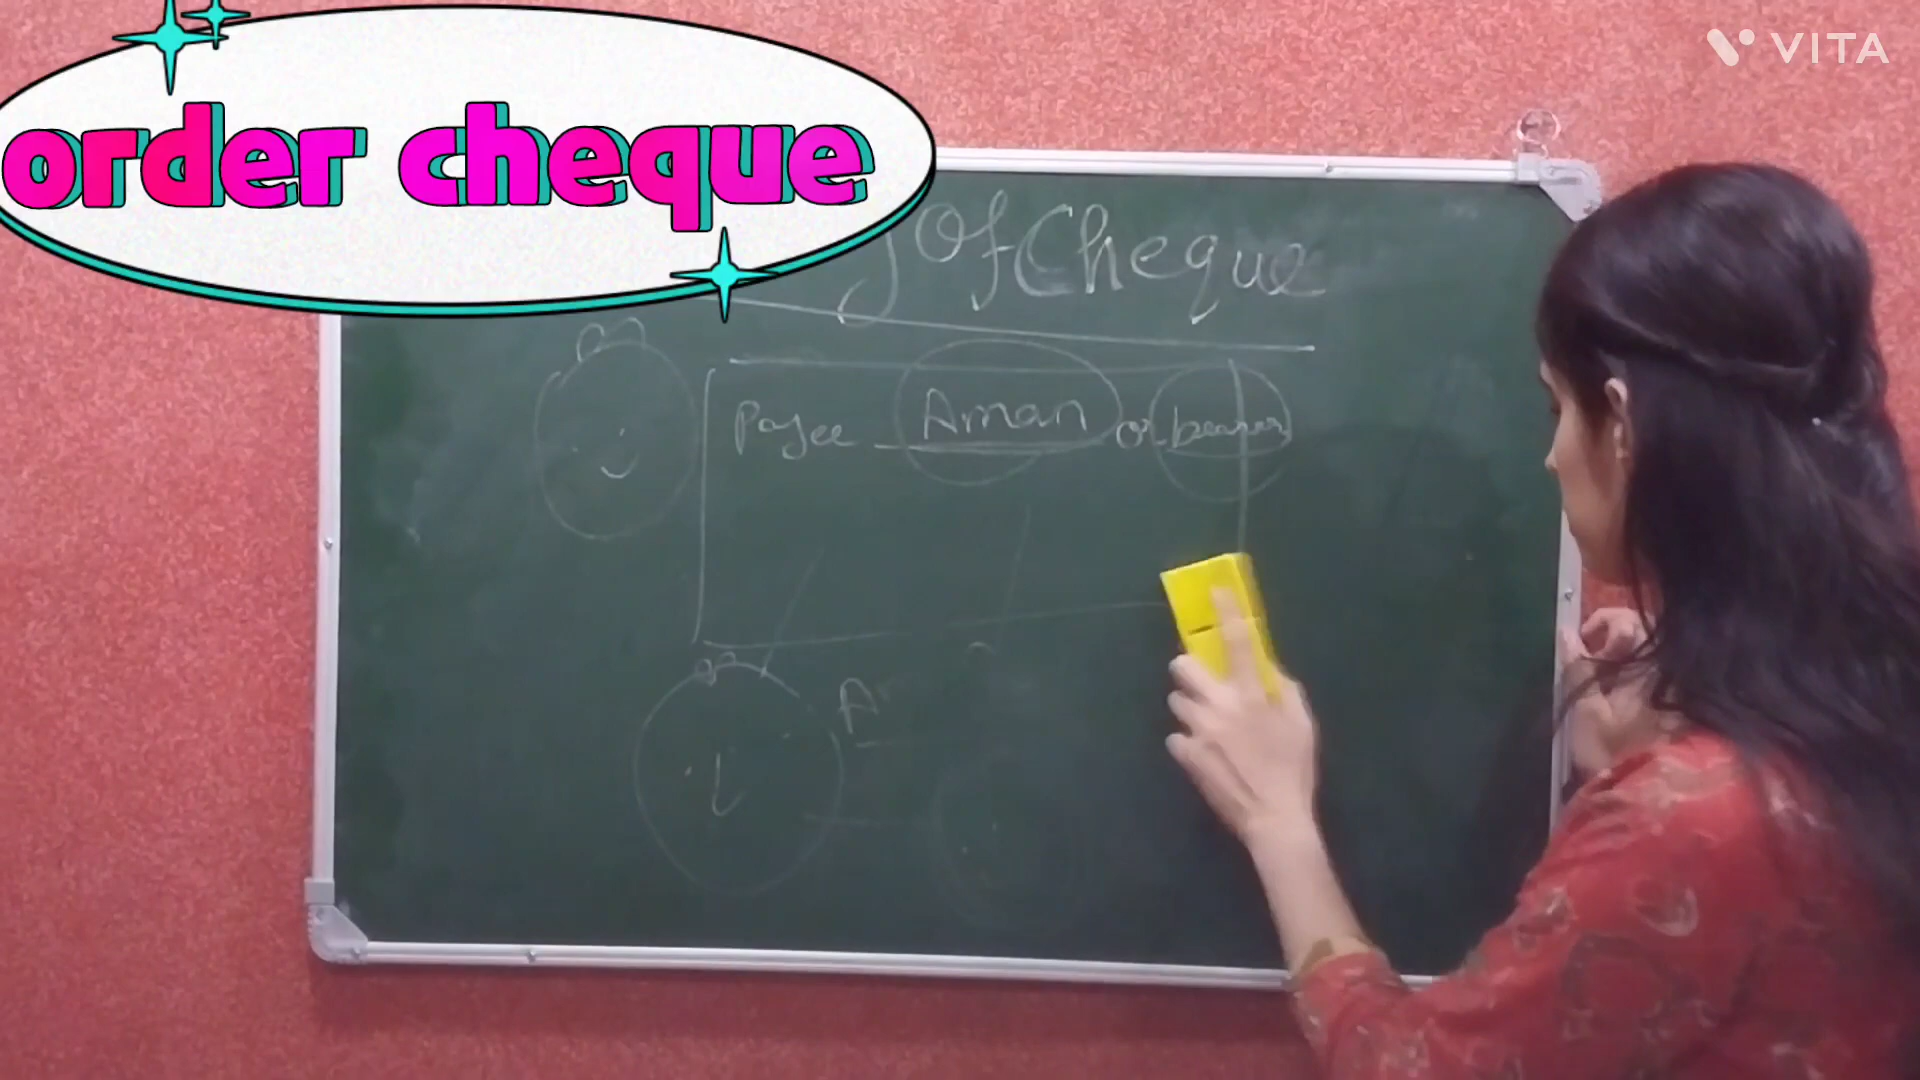 VITA
order cheque
Of Cheque
Payee Aman or bearer
A